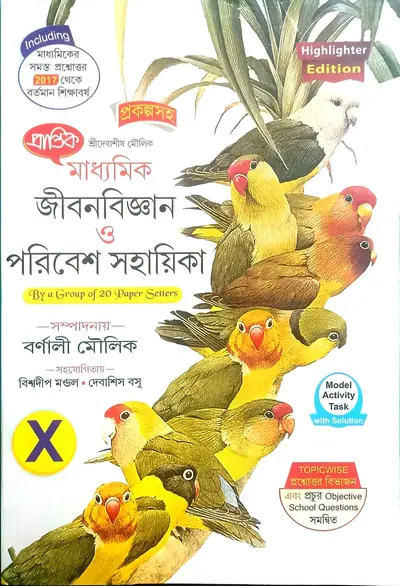 Including
মাধ্যমিকের
সমস্ত প্রশ্নোত্তর
2017 থেকে
বর্তমান শিক্ষাবর্ষ
Highlighter
Edition
প্রকল্পসহ
প্রান্তিক
শ্রীদেবাশীষ মৌলিক
মাধ্যমিক
জীবনবিজ্ঞান
ও
পরিবেশ সহায়িকা
By a Group of 20 Paper Setters
সম্পাদনায়
বর্ণালী মৌলিক
সহযোগিতায়
বিশ্বদীপ মণ্ডল • দেবাশিস বসু
X
Model
Activity
Task
with Solution
TOPICWISE
প্রশ্নোত্তর বিভাজন
এবং প্রচুর Objective
School Questions
সমন্বিত